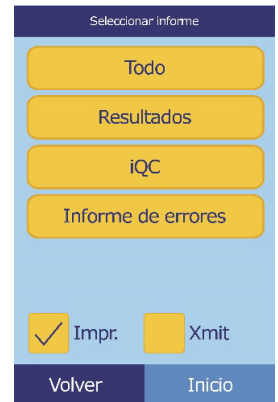 Seleccionar informe
Todo
Resultados
iQC
Informe de errores
Impr. Xmit
Volver Inicio